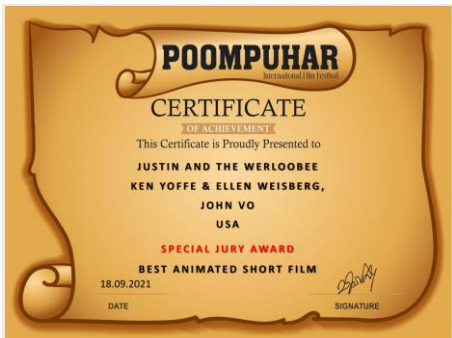 POOMPUHAR
International Film Festival
CERTIFICATE
OF ACHIEVEMENT
This Certificate is Proudly Presented to
JUSTIN AND THE WERLOOBEE
KEN YOFFE & ELLEN WEISBERG,
JOHN VO
USA
SPECIAL JURY AWARD
BEST ANIMATED SHORT FILM
18.09.2021
DATE
SIGNATURE